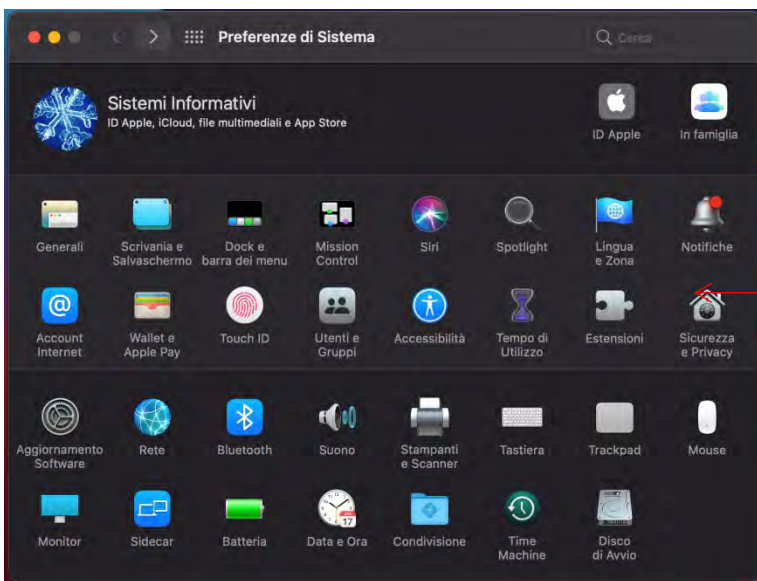 Preferenze di Sistema
Cerca
Sistemi Informativi
ID Apple, iCloud, file multimediali e App Store
ID Apple
In famiglia
Generali
Scrivania e
Salvaschermo
Dock e
barra dei menu
Mission
Control
Siri
Spotlight
Lingua
e Zona
Notifiche
Account
Internet
Wallet e
Apple Pay
Touch ID
Utenti e
Gruppi
Accessibilità
Tempo di
Utilizzo
Estensioni
Sicurezza
e Privacy
Aggiornamento
Software
Rete
Bluetooth
Suono
Stampanti
e Scanner
Tastiera
Trackpad
Mouse
Monitor
Sidecar
Batteria
17
Data e Ora
Condivisione
Time
Machine
Disco
di Avvio